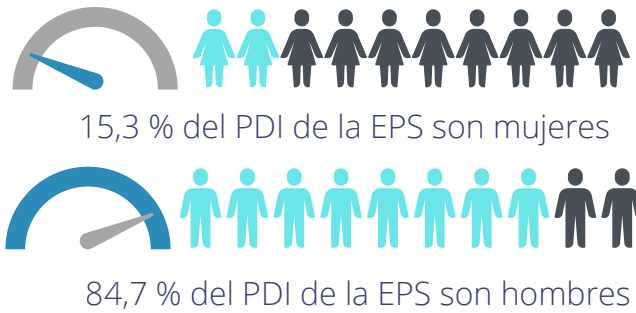 15,3 % del PDI de la EPS son mujeres
84,7 % del PDI de la EPS son hombres